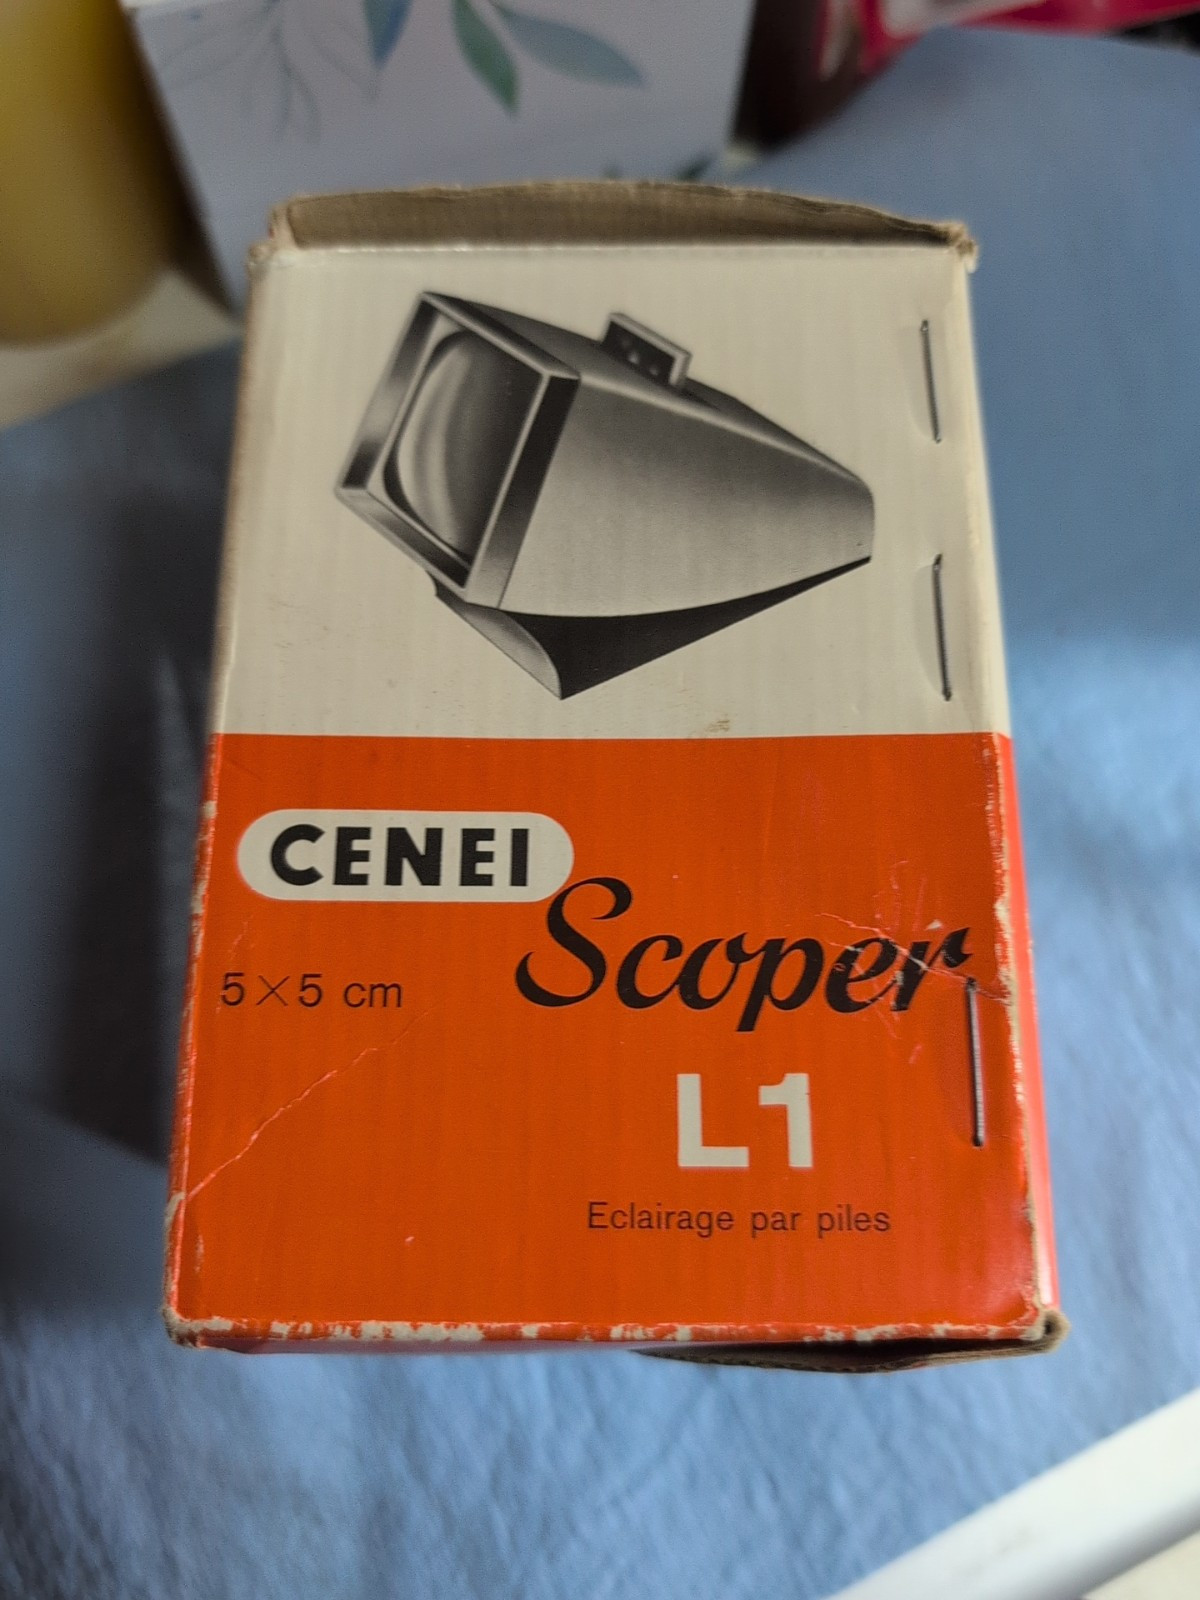 CENEI
Scoper
5×5 cm
L1
Eclairage par piles